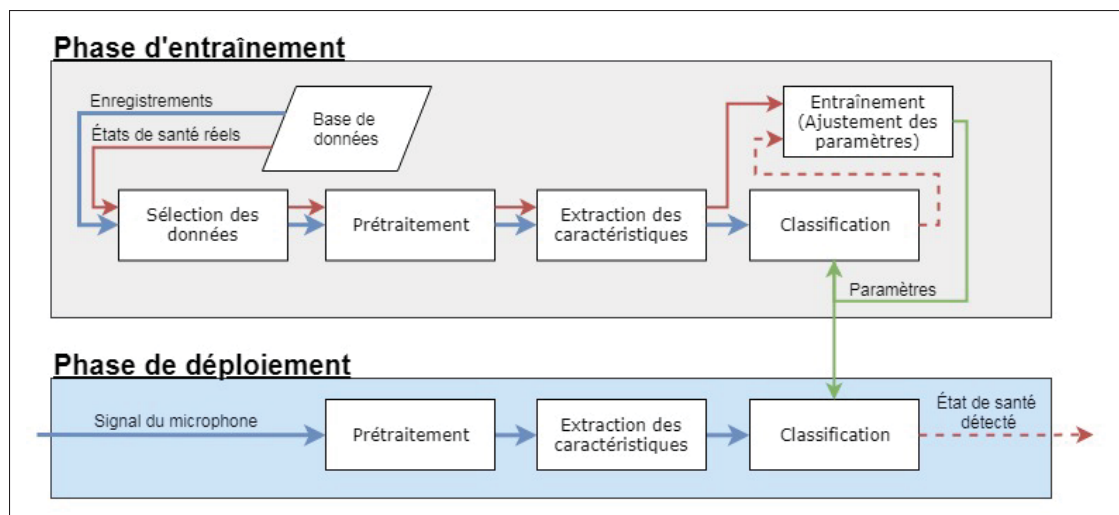 Phase d'entraînement
Enregistrements
États de santé réels
Base de
données
Entraînement
(Ajustement des
paramètres)
Sélection des
données
Prétraitement
Extraction des
caractéristiques
Classification
Paramètres
Phase de déploiement
Signal du microphone
Prétraitement
Extraction des
caractéristiques
Classification
État de santé
détecté